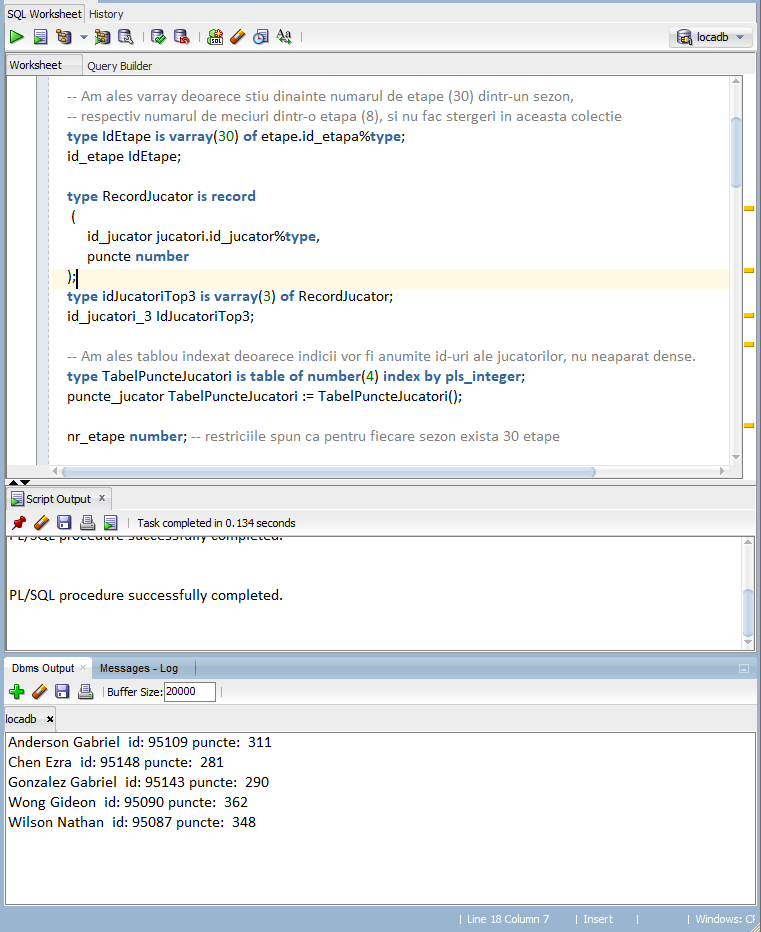 SQL Worksheet History
locadb
Worksheet Query Builder
-- Am ales varray deoarece stiu dinainte numarul de etape (30) dintr-un sezon,
-- respectiv numarul de meciuri dintr-o etapa (8), si nu fac stergeri in aceasta colectie
type IdEtape is varray(30) of etape.id_etapa%type;
id_etape IdEtape;
type RecordJucator is record
(
id_jucator jucatori.id_jucator%type,
puncte number
);
type idJucatoriTop3 is varray(3) of RecordJucator;
id_jucatori_3 IdJucatoriTop3;
-- Am ales tablou indexat deoarece indicii vor fi anumite id-uri ale jucatorilor, nu neaparat dense.
type TabelPuncteJucatori is table of number(4) index by pls_integer;
puncte_jucator TabelPuncteJucatori := TabelPuncteJucatori();
nr_etape number; -- restriciile spun ca pentru fiecare sezon exista 30 etape
Script Output x
Task completed in 0.134 seconds
PL/SQL procedure successfully completed.
PL/SQL procedure successfully completed.
Dbms Output x Messages - Log
Buffer Size: 20000
locadb x
Anderson Gabriel id: 95109 puncte: 311
Chen Ezra id: 95148 puncte: 281
Gonzalez Gabriel id: 95143 puncte: 290
Wong Gideon id: 95090 puncte: 362
Wilson Nathan id: 95087 puncte: 348
| Line 18 Column 7 | Insert | | Windows: CF